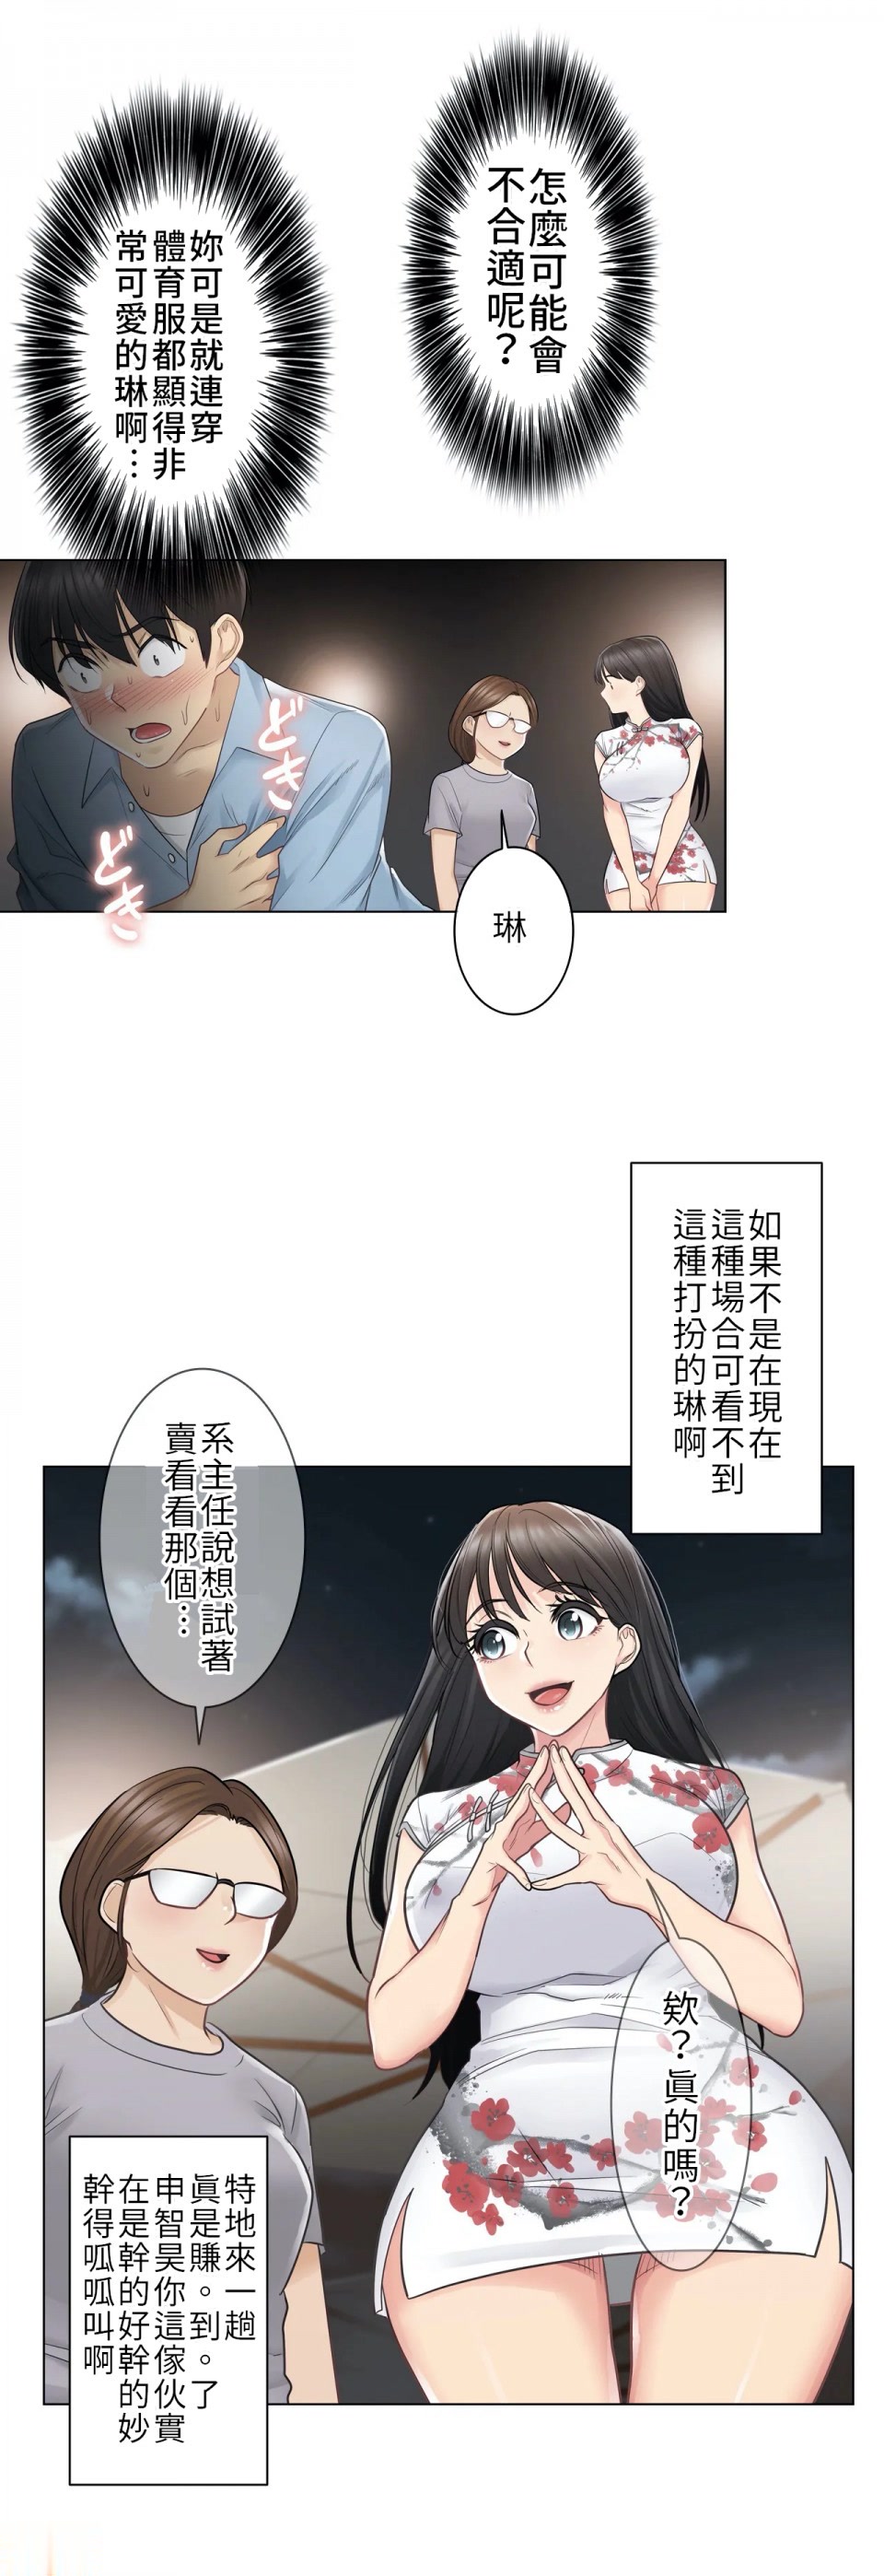 怎麼可能會
不合適呢？
妳可是就連穿
體育服都顯得非
常可愛的琳啊…
どき
どき
琳
如果不是在現在
這種場合可看不到
這種打扮的琳啊
系主任說想試著
賣看看那個…
欸？真的嗎？
特地來一趟
眞是賺。到。了
申智昊你這傢伙實
在是幹的好幹的妙
幹得呱呱叫啊